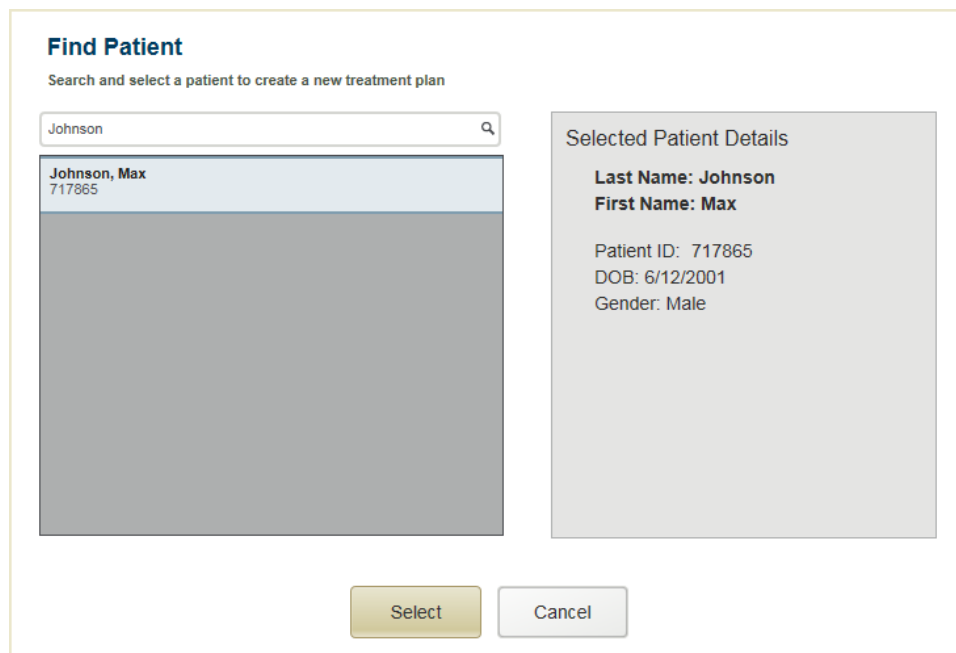 Find Patient
Search and select a patient to create a new treatment plan
Johnson
Johnson, Max
717865
Selected Patient Details
Last Name: Johnson
First Name: Max
Patient ID: 717865
DOB: 6/12/2001
Gender: Male
Select
Cancel